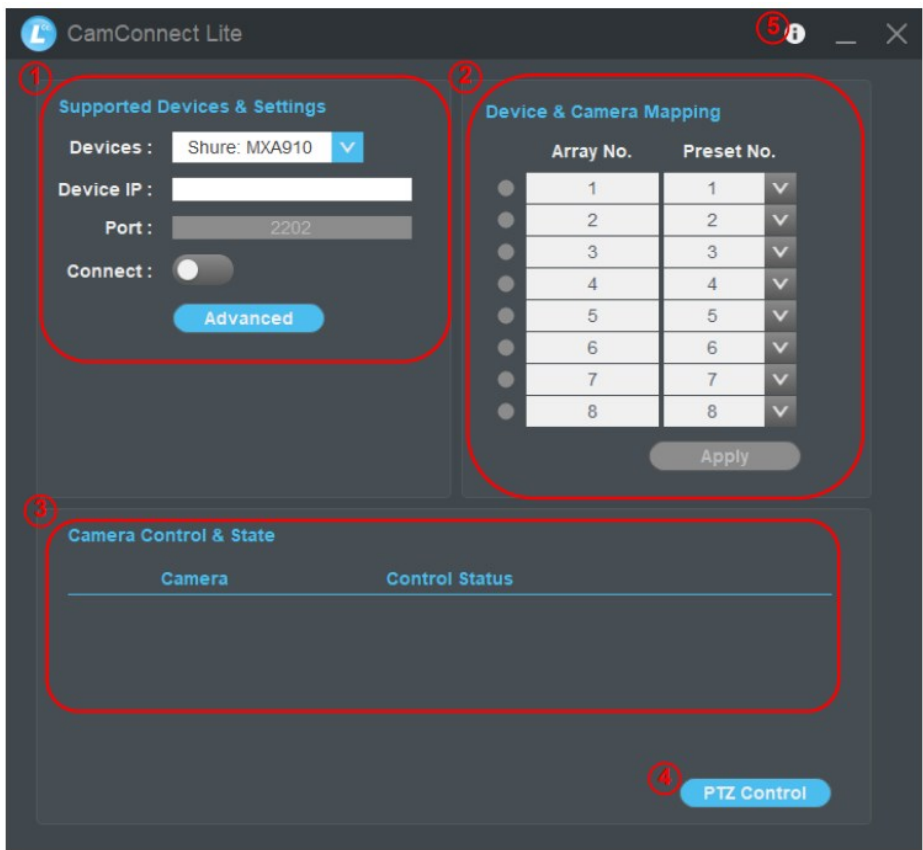 CamConnect Lite
5
i
1
2
Supported Devices & Settings
Devices : Shure: MXA910
Device IP :
Port : 2202
Connect :
Advanced
Device & Camera Mapping
Array No. Preset No.
1 1
2 2
3 3
4 4
5 5
6 6
7 7
8 8
Apply
3
Camera Control & State
Camera Control Status
4
PTZ Control